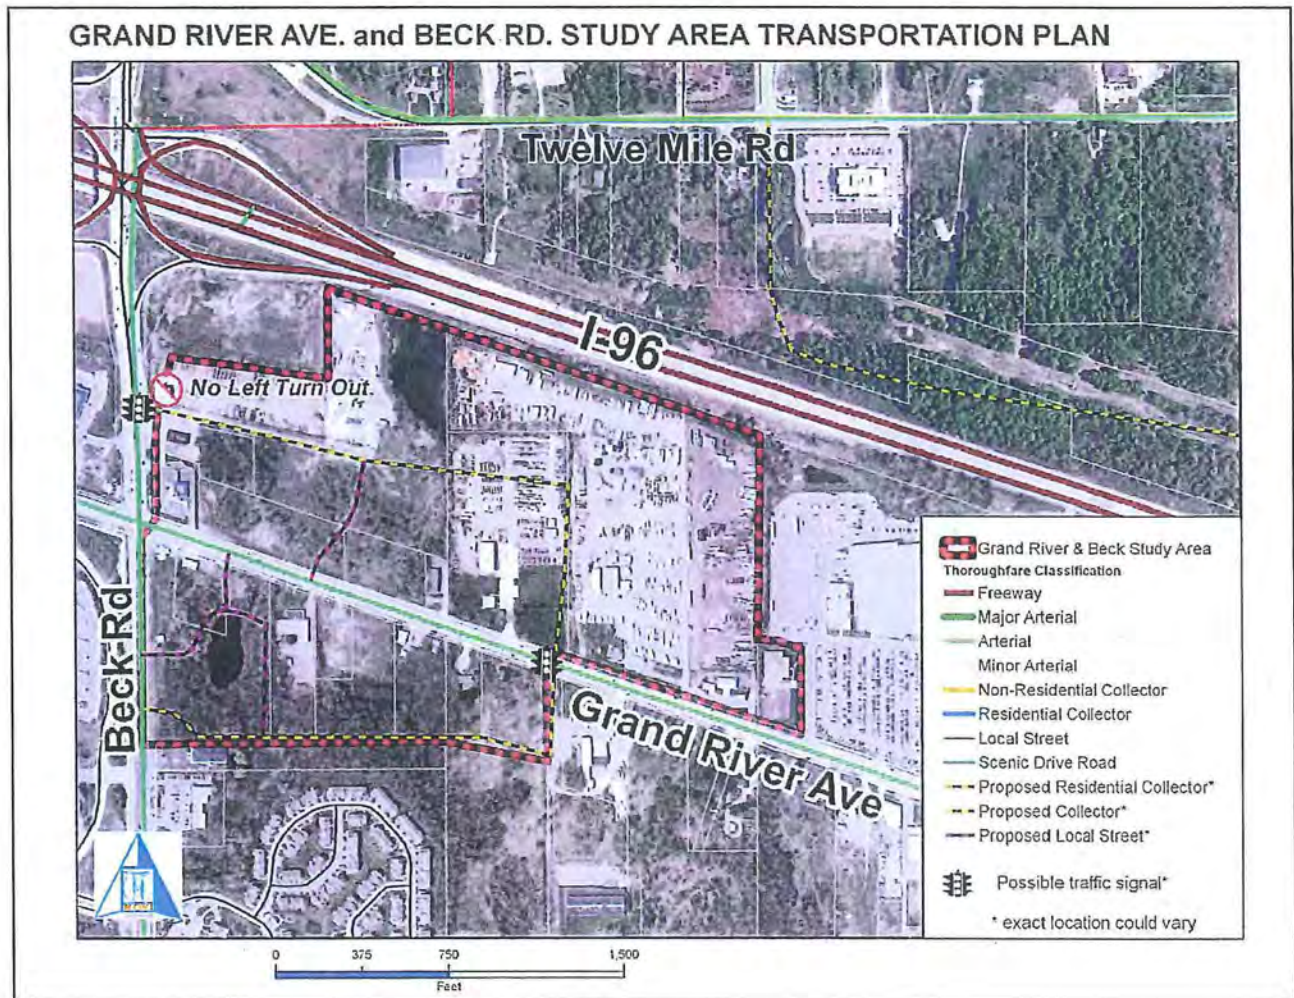 GRAND RIVER AVE. and BECK RD. STUDY AREA TRANSPORTATION PLAN
Twelve Mile Rd
I-96
No Left Turn Out.
Beck Rd
Grand River Ave
Grand River & Beck Study Area
Thoroughfare Classification
Freeway
Major Arterial
Arterial
Minor Arterial
Non-Residential Collector
Residential Collector
Local Street
Scenic Drive Road
Proposed Residential Collector*
Proposed Collector*
Proposed Local Street*
Possible traffic signal*
* exact location could vary
0 375 750 1,500
Feet